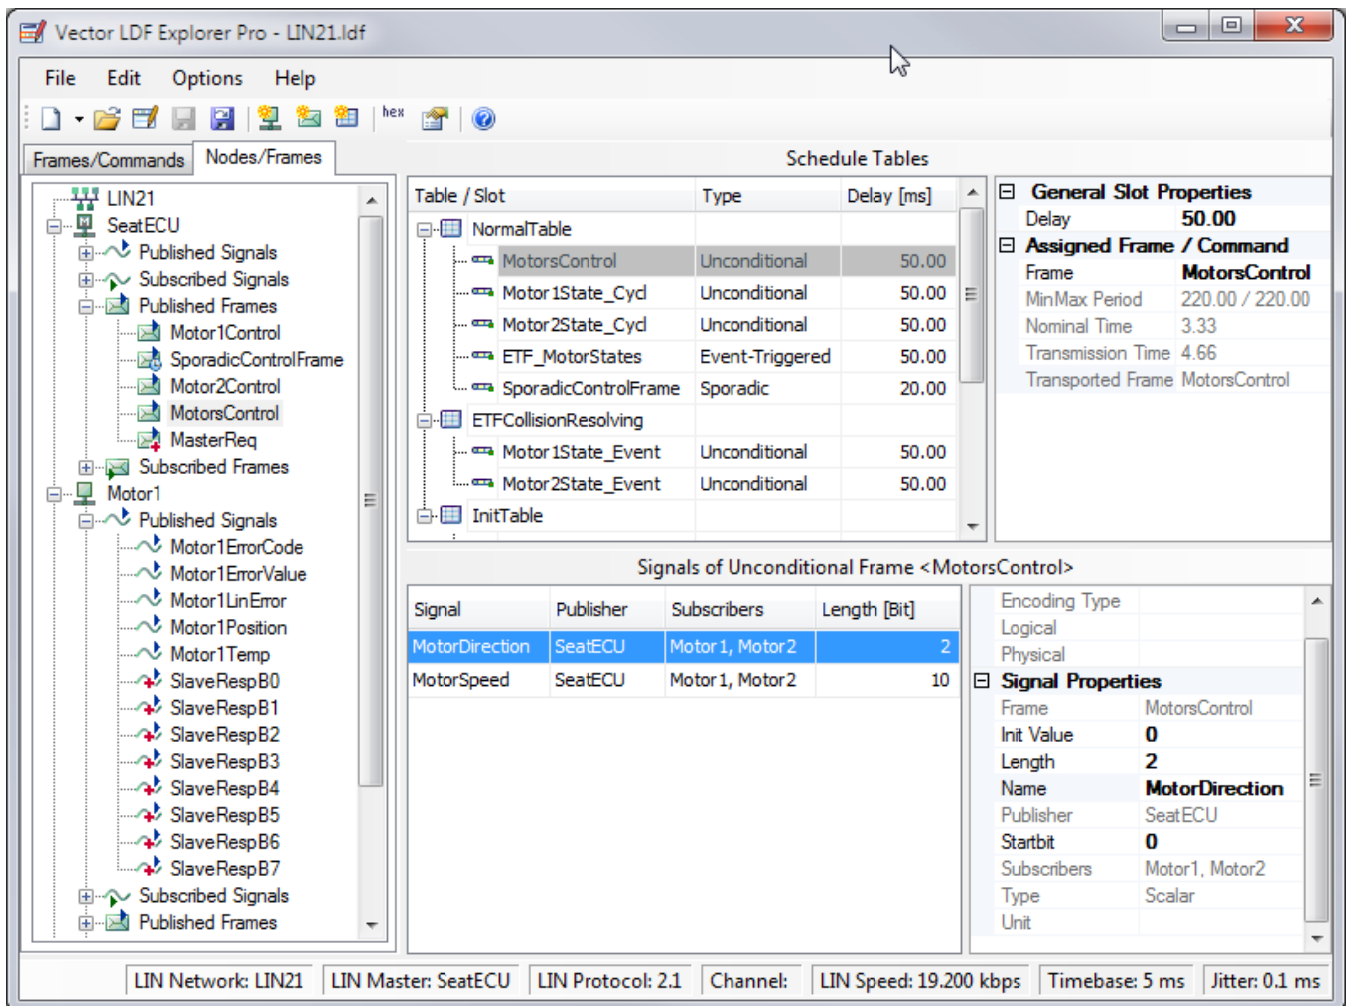 Vector LDF Explorer Pro - LIN21.ldf
File Edit Options Help
hex
Frames/Commands Nodes/Frames
LIN21
SeatECU
Published Signals
Subscribed Signals
Published Frames
Motor1Control
SporadicControlFrame
Motor2Control
MotorsControl
MasterReq
Subscribed Frames
Motor1
Published Signals
Motor1ErrorCode
Motor1ErrorValue
Motor1LinError
Motor1Position
Motor1Temp
SlaveRespB0
SlaveRespB1
SlaveRespB2
SlaveRespB3
SlaveRespB4
SlaveRespB5
SlaveRespB6
SlaveRespB7
Subscribed Signals
Published Frames
Schedule Tables
Table / Slot Type Delay [ms]
NormalTable
MotorsControl Unconditional 50.00
Motor1State_Cycl Unconditional 50.00
Motor2State_Cycl Unconditional 50.00
ETF_MotorStates Event-Triggered 50.00
SporadicControlFrame Sporadic 20.00
ETFCollisionResolving
Motor1State_Event Unconditional 50.00
Motor2State_Event Unconditional 50.00
InitTable
General Slot Properties
Delay 50.00
Assigned Frame / Command
Frame MotorsControl
MinMax Period 220.00 / 220.00
Nominal Time 3.33
Transmission Time 4.66
Transported Frame MotorsControl
Signals of Unconditional Frame <MotorsControl>
Signal Publisher Subscribers Length [Bit]
MotorDirection SeatECU Motor1, Motor2 2
MotorSpeed SeatECU Motor1, Motor2 10
Encoding Type
Logical
Physical
Signal Properties
Frame MotorsControl
Init Value 0
Length 2
Name MotorDirection
Publisher SeatECU
Startbit 0
Subscribers Motor1, Motor2
Type Scalar
Unit
LIN Network: LIN21 LIN Master: SeatECU LIN Protocol: 2.1 Channel: LIN Speed: 19.200 kbps Timebase: 5 ms Jitter: 0.1 ms